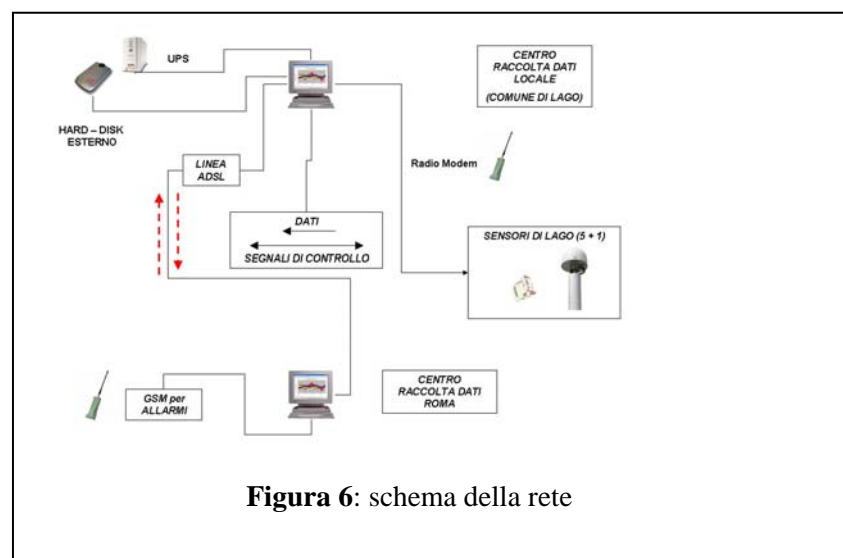 UPS
CENTRO
RACCOLTA DATI
LOCALE
(COMUNE DI LAGO)
HARD – DISK
ESTERNO
LINEA
ADSL
Radio Modem
DATI
SEGNALI DI CONTROLLO
SENSORI DI LAGO (5 + 1)
GSM per
ALLARMI
CENTRO
RACCOLTA DATI
ROMA
Figura 6: schema della rete